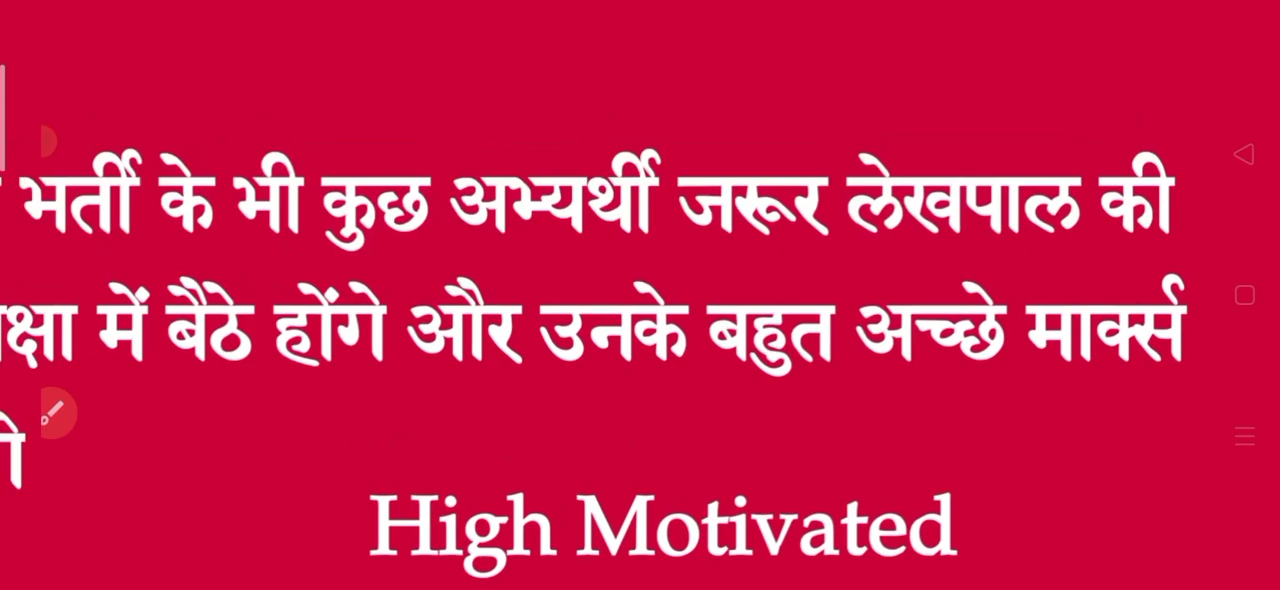 भर्ती के भी कुछ अभ्यर्थी जरूर लेखपाल की
में बैठे होंगे और उनके बहुत अच्छे मार्क्स
High Motivated